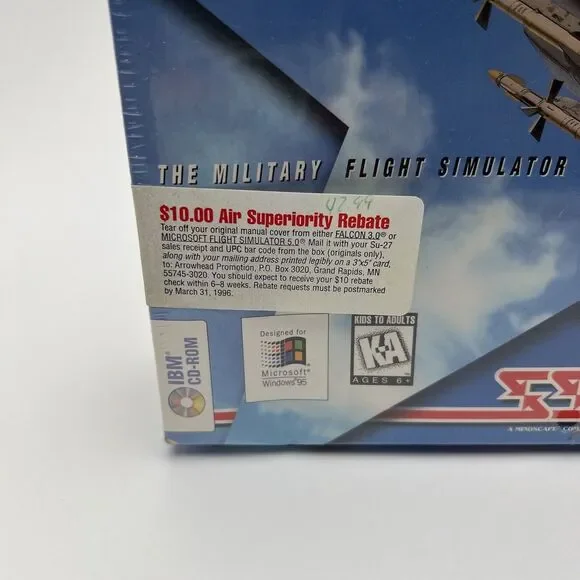 THE MILITARY FLIGHT SIMULATOR
42.99
$10.00 Air Superiority Rebate
Tear off your original manual cover from either FALCON 3.0® or
MICROSOFT FLIGHT SIMULATOR 5.0® Mail it with your Su-27
sales receipt and UPC bar code from the box (originals only).
along with your mailing address printed legibly on a 3"x5" card,
to: Arrowhead Promotion, P.O. Box 3020, Grand Rapids, MN
55745-3020. You should expect to receive your $10 rebate
check within 6–8 weeks. Rebate requests must be postmarked
by March 31, 1996.
IBM®
CD-ROM
Designed for
Microsoft®
Windows®95
KIDS TO ADULTS
K-A
AGES 6+
SS
A MINDSCAPE®